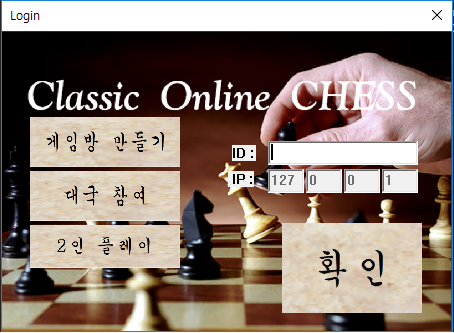 Login
Classic Online CHESS
게임방 만들기
대국 참여
2인 플레이
ID :
IP : 127 0 0 1
확인